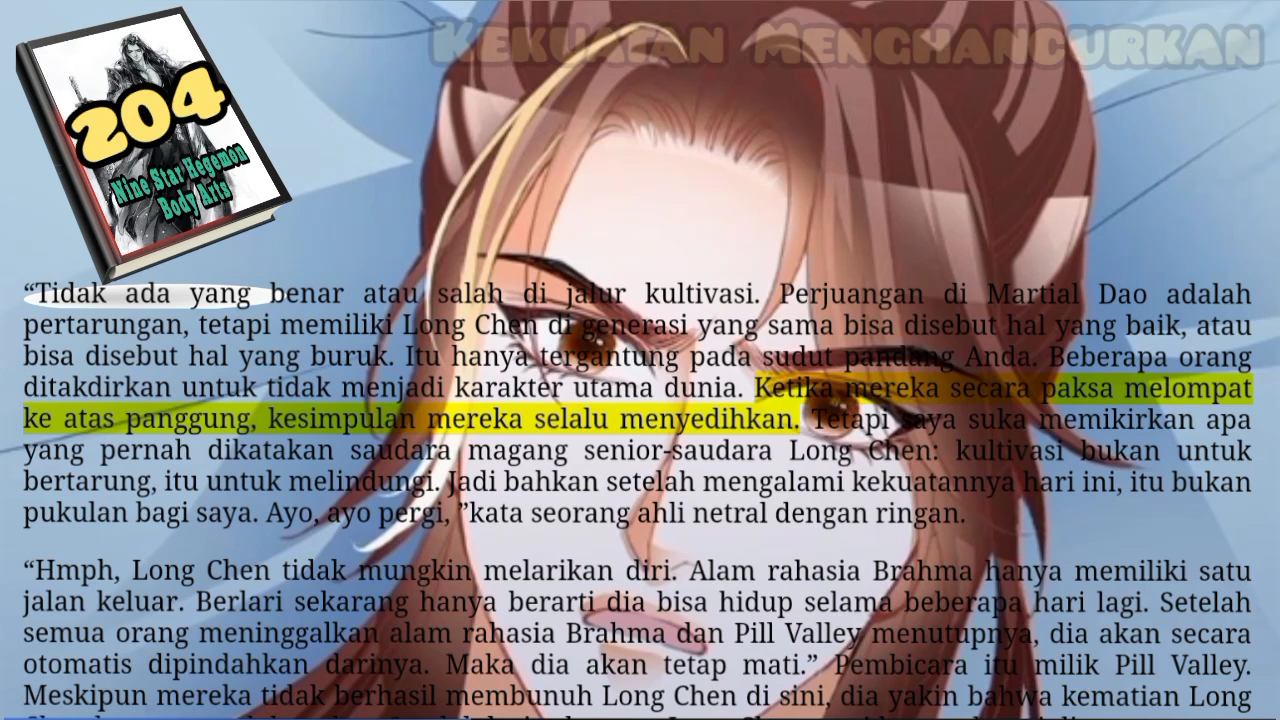 Kekuatan Menghancurkan
204
Nine Star Hegemon
Body Arts
“Tidak ada yang benar atau salah di jalur kultivasi. Perjuangan di Martial Dao adalah
pertarungan, tetapi memiliki Long Chen di generasi yang sama bisa disebut hal yang baik, atau
bisa disebut hal yang buruk. Itu hanya tergantung pada sudut pandang Anda. Beberapa orang
ditakdirkan untuk tidak menjadi karakter utama dunia. Ketika mereka secara paksa melompat
ke atas panggung, kesimpulan mereka selalu menyedihkan. Tetapi saya suka memikirkan apa
yang pernah dikatakan saudara magang senior-saudara Long Chen: kultivasi bukan untuk
bertarung, itu untuk melindungi. Jadi bahkan setelah mengalami kekuatannya hari ini, itu bukan
pukulan bagi saya. Ayo, ayo pergi, ”kata seorang ahli netral dengan ringan.
“Hmph, Long Chen tidak mungkin melarikan diri. Alam rahasia Brahma hanya memiliki satu
jalan keluar. Berlari sekarang hanya berarti dia bisa hidup selama beberapa hari lagi. Setelah
semua orang meninggalkan alam rahasia Brahma dan Pill Valley menutupnya, dia akan secara
otomatis dipindahkan darinya. Maka dia akan tetap mati.” Pembicara itu milik Pill Valley.
Meskipun mereka tidak berhasil membunuh Long Chen di sini, dia yakin bahwa kematian Long